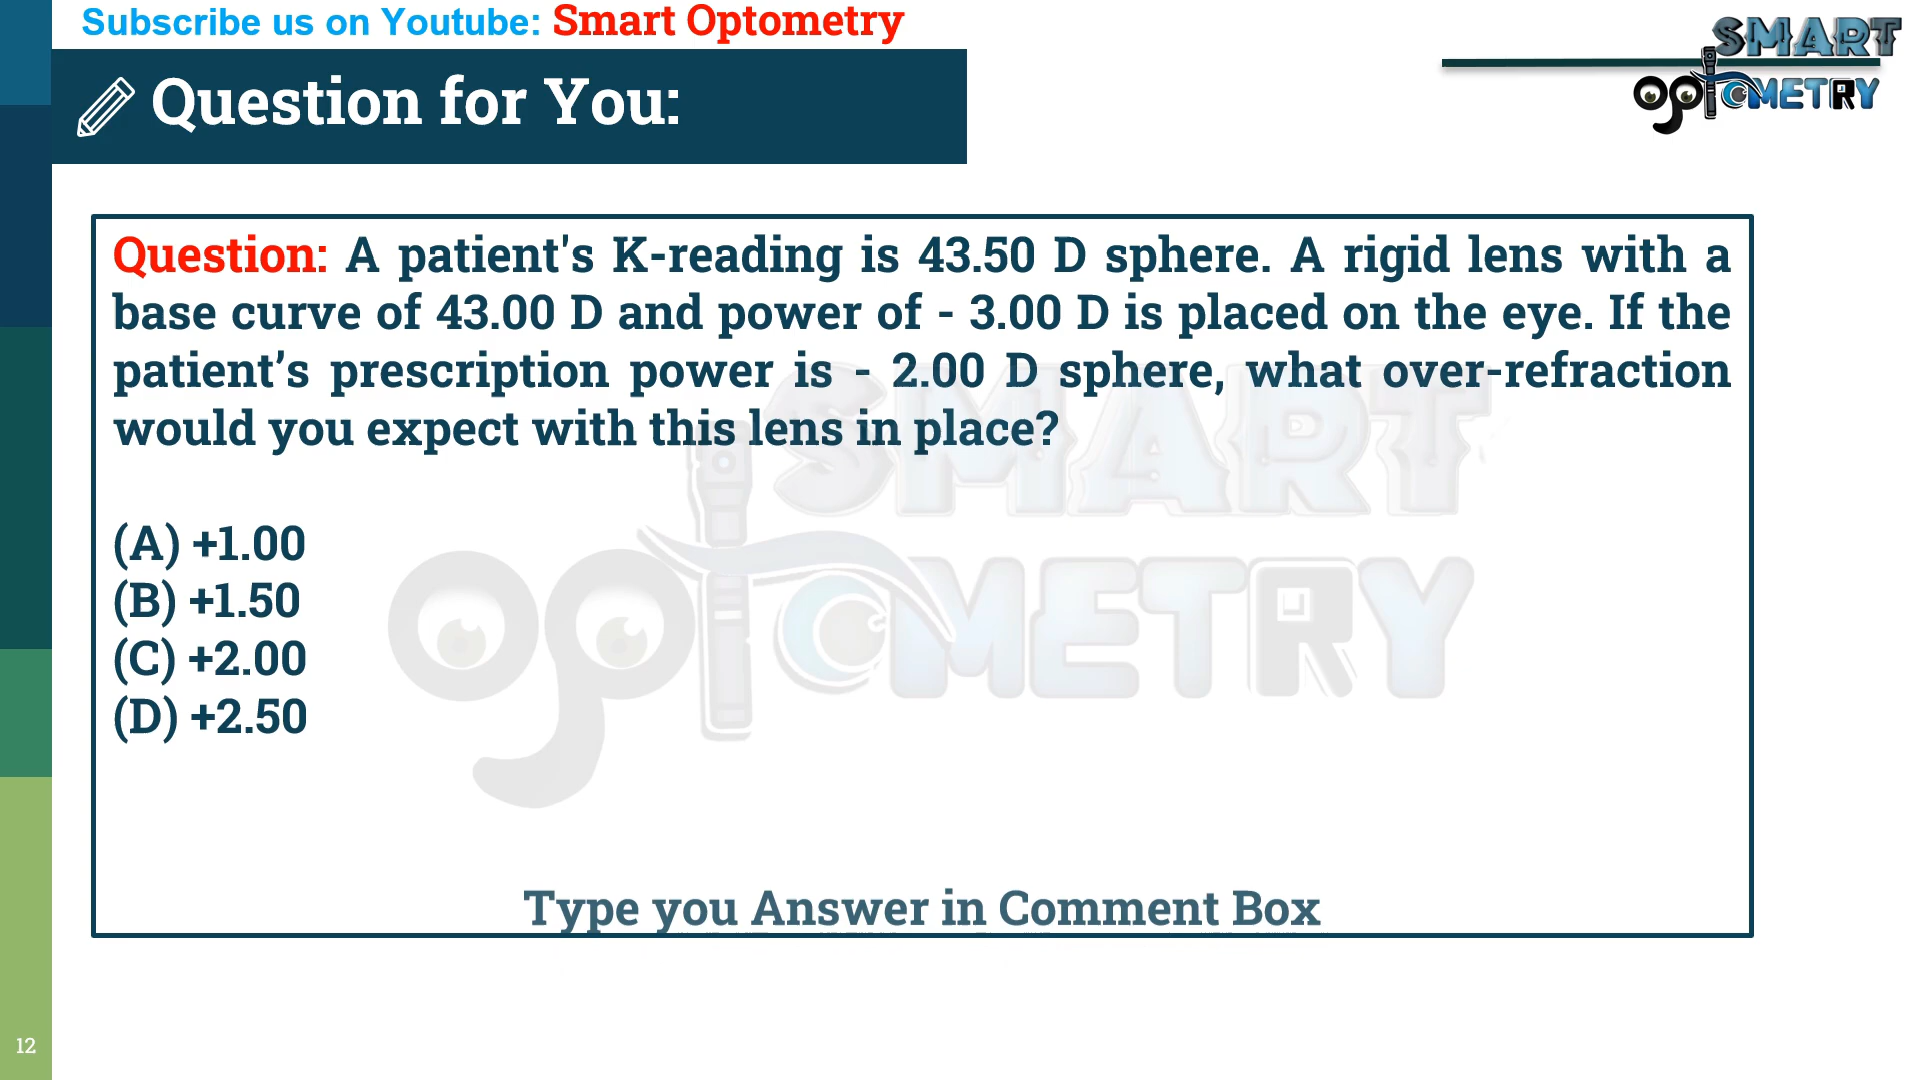 Subscribe us on Youtube: Smart Optometry
SMART
OPTOMETRY
Question for You:
Question: A patient's K-reading is 43.50 D sphere. A rigid lens with a
base curve of 43.00 D and power of - 3.00 D is placed on the eye. If the
patient’s prescription power is - 2.00 D sphere, what over-refraction
would you expect with this lens in place?
(A) +1.00
(B) +1.50
(C) +2.00
(D) +2.50
SMART
OPTOMETRY
Type you Answer in Comment Box
12